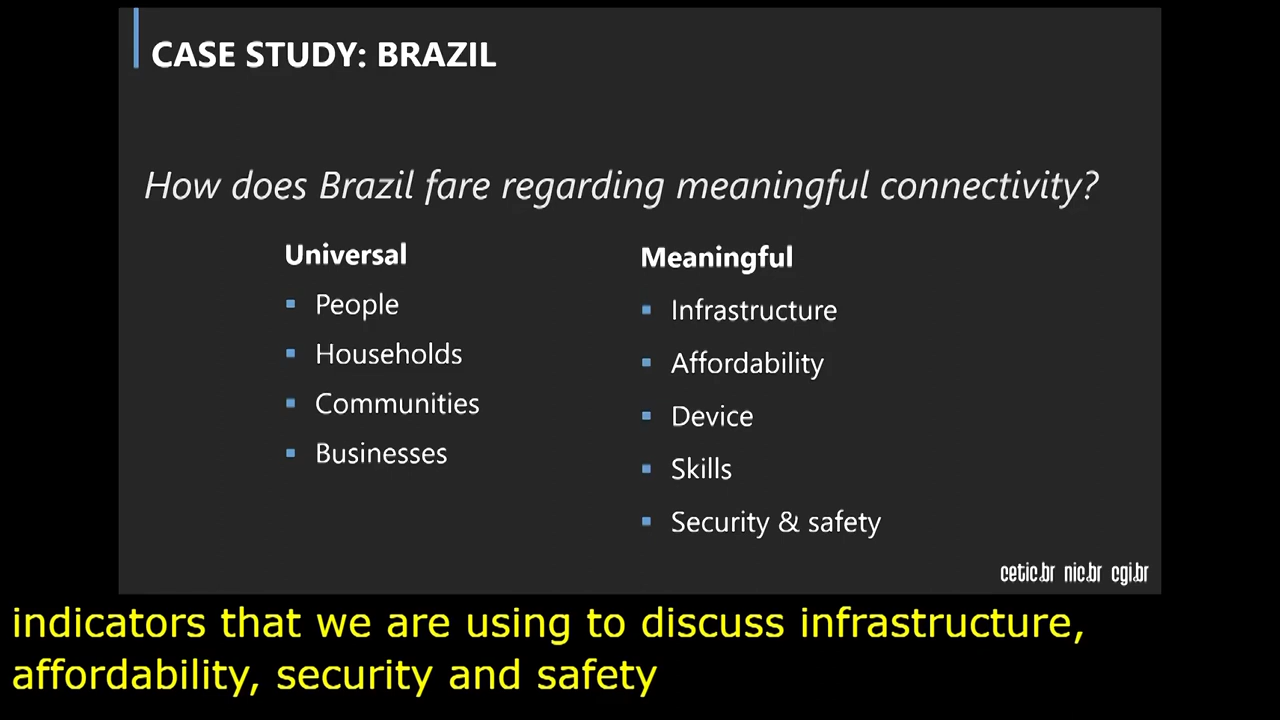 CASE STUDY: BRAZIL
How does Brazil fare regarding meaningful connectivity?
Universal
People
Households
Communities
Businesses
Meaningful
Infrastructure
Affordability
Device
Skills
Security & safety
cetic.br nic.br cgi.br
indicators that we are using to discuss infrastructure,
affordability, security and safety